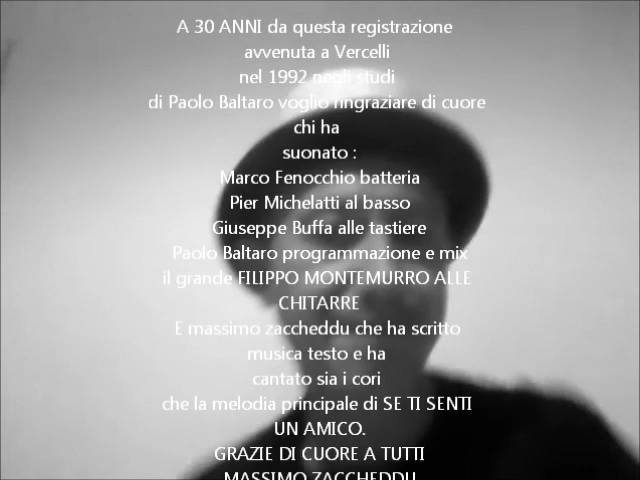 A 30 ANNI da questa registrazione
avvenuta a Vercelli
nel 1992 negli studi
di Paolo Baltaro voglio ringraziare di cuore
chi ha
suonato :
Marco Fenocchio batteria
Pier Michelatti al basso
Giuseppe Buffa alle tastiere
Paolo Baltaro programmazione e mix
il grande FILIPPO MONTEMURRO ALLE
CHITARRE
E massimo zaccheddu che ha scritto
musica testo e ha
cantato sia i cori
che la melodia principale di SE TI SENTI
UN AMICO.
GRAZIE DI CUORE A TUTTI
MASSIMO ZACCHEDDU